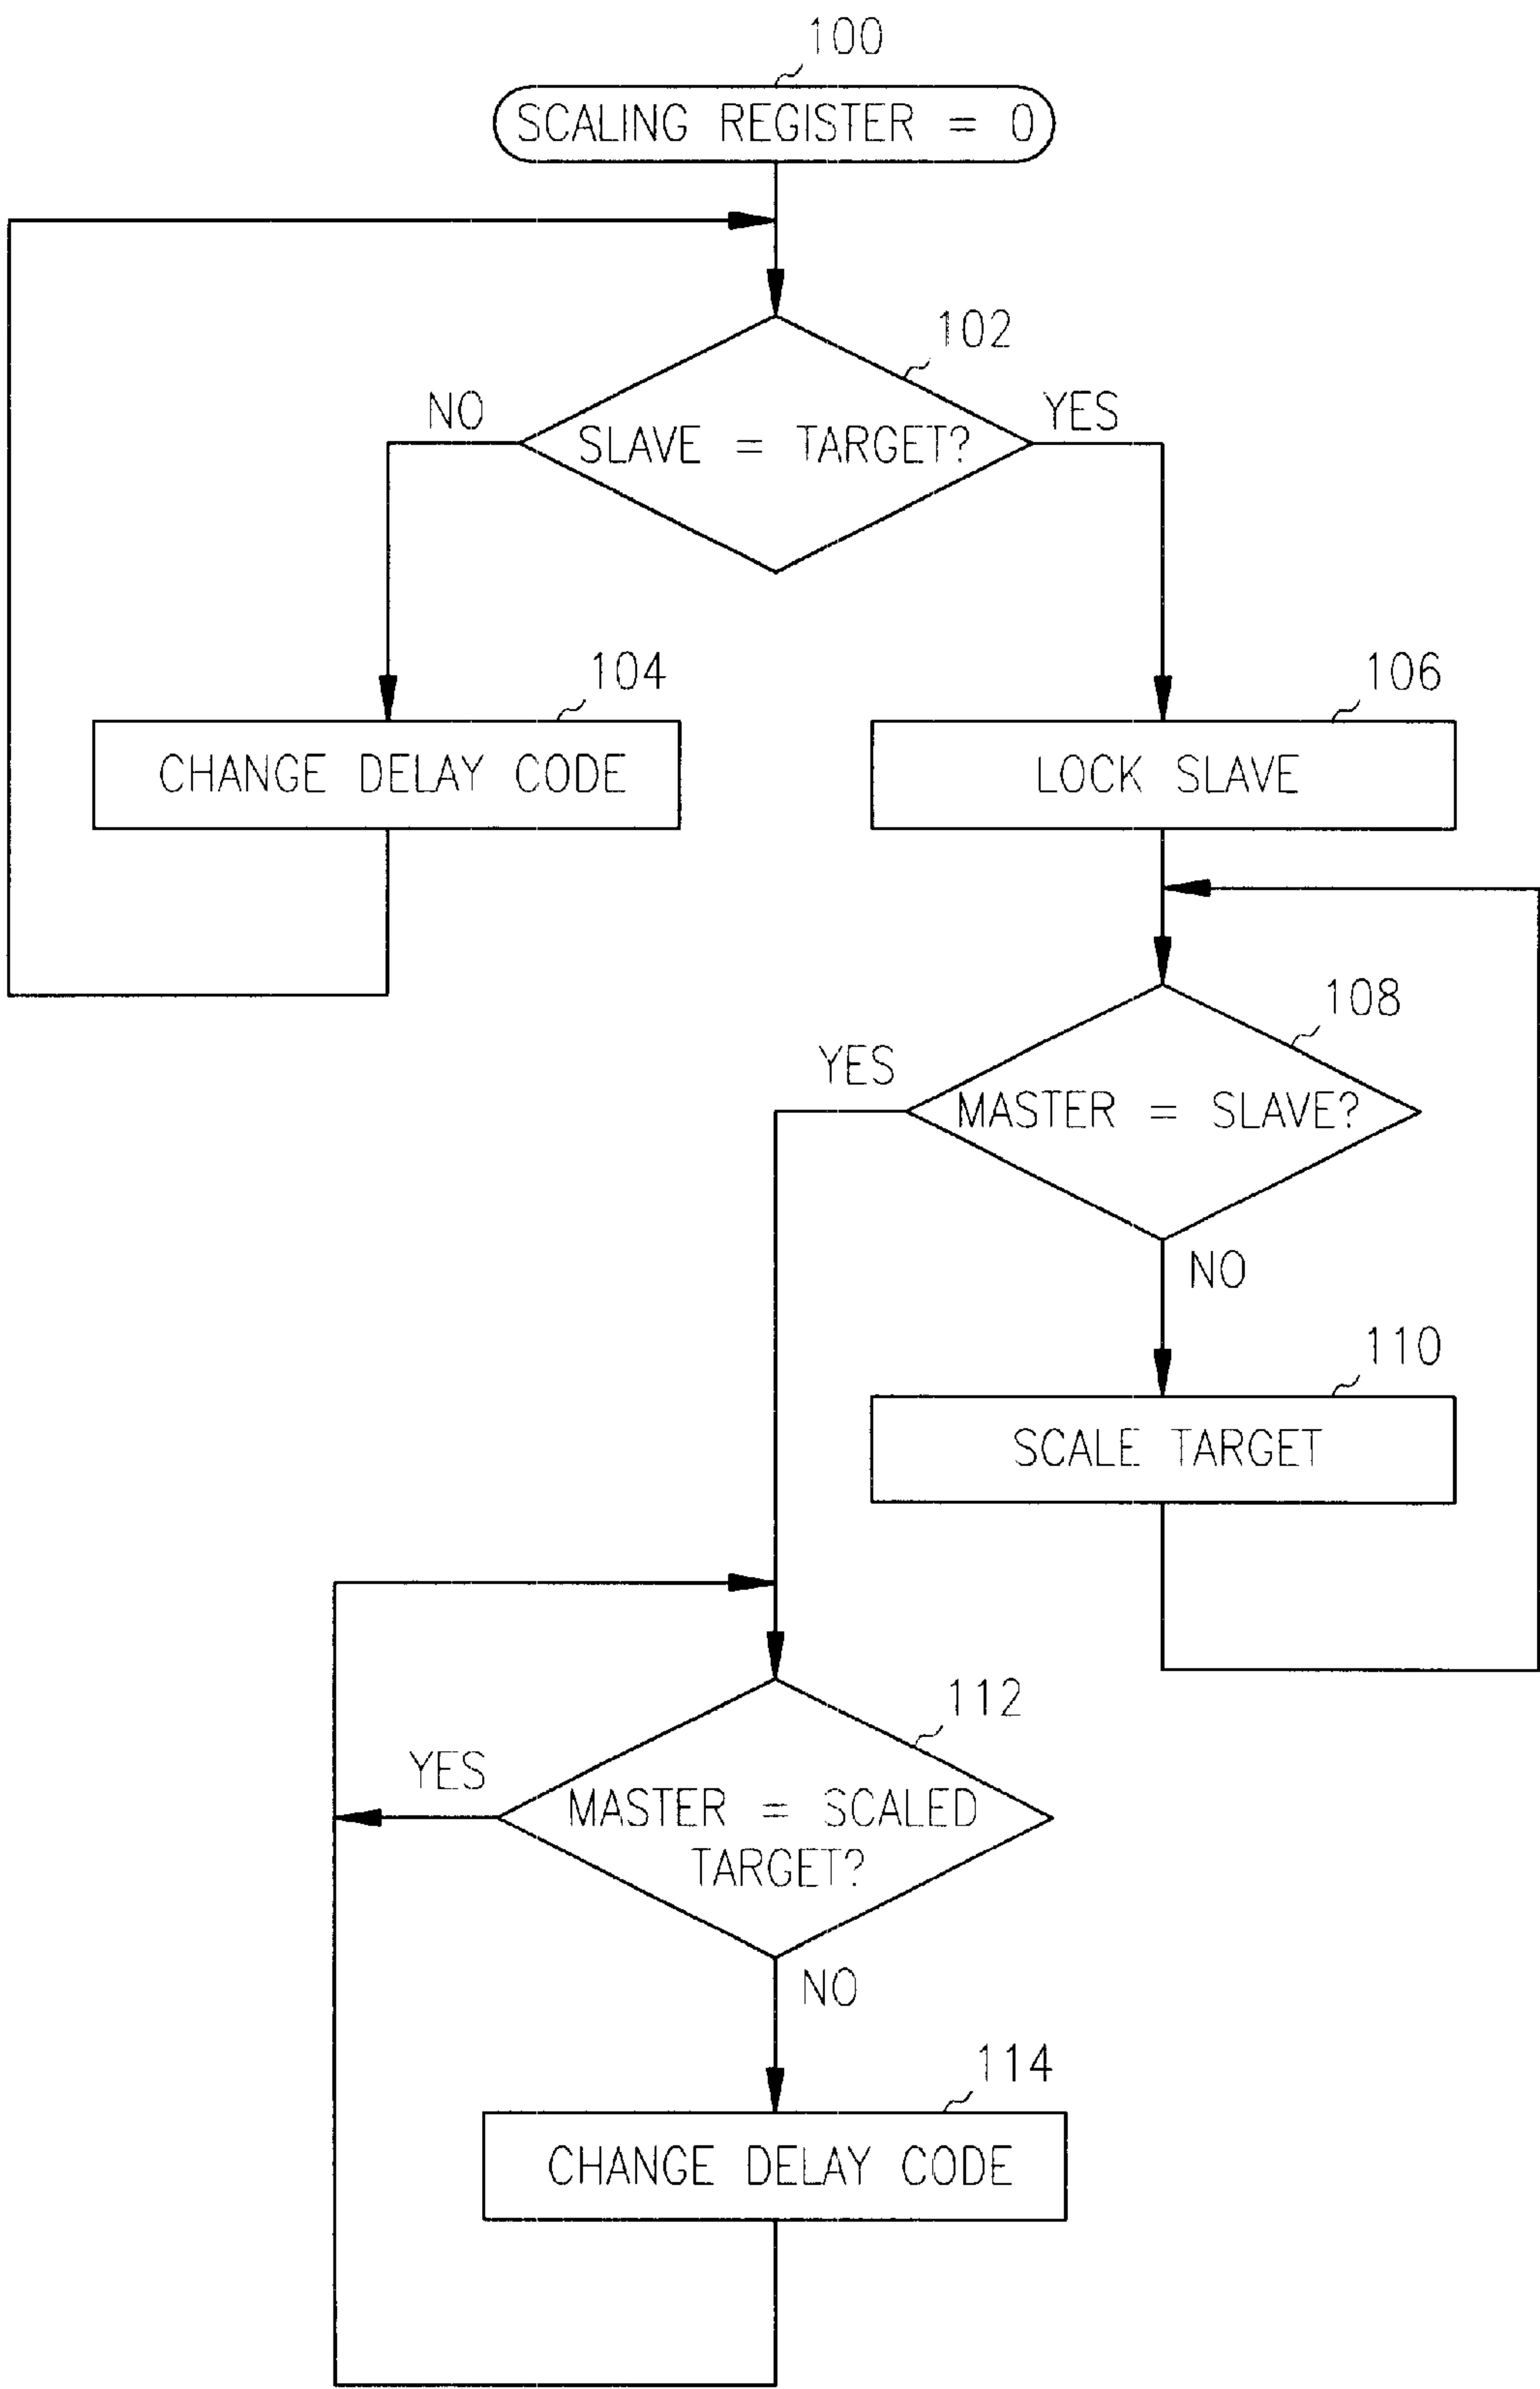 100
SCALING REGISTER = 0
102
NO
YES
SLAVE = TARGET?
104
106
CHANGE DELAY CODE
LOCK SLAVE
108
YES
MASTER = SLAVE?
NO
110
SCALE TARGET
112
YES
MASTER = SCALED
TARGET?
NO
114
CHANGE DELAY CODE